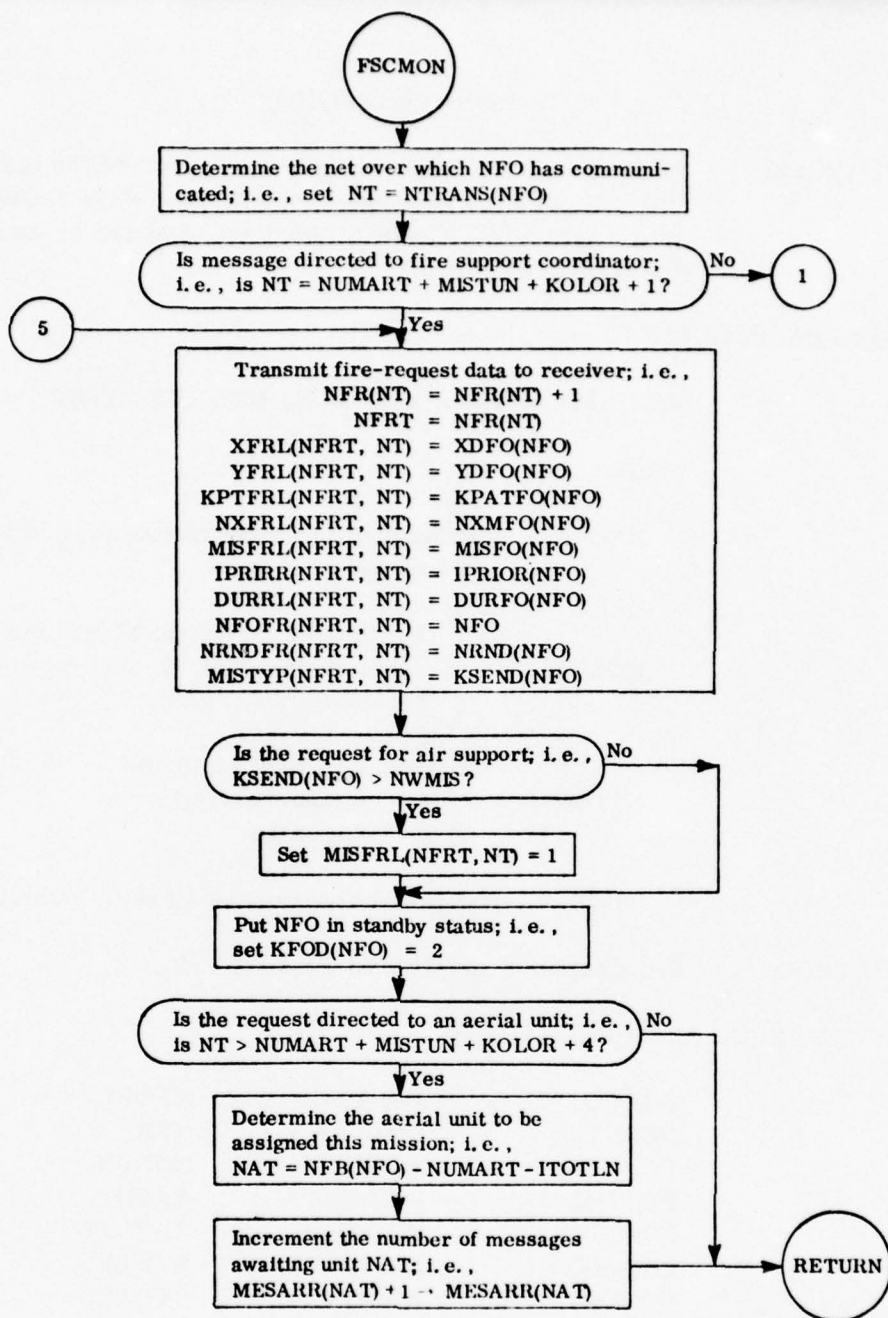 FSCMON
Determine the net over which NFO has communi-
cated; i.e., set NT = NTRANS(NFO)
Is message directed to fire support coordinator;
i.e., is NT = NUMART + MISTUN + KOLOR + 1?
No
1
5
Yes
Transmit fire-request data to receiver; i.e.,
NFR(NT) = NFR(NT) + 1
NFRT = NFR(NT)
XFRL(NFRT, NT) = XDFO(NFO)
YFRL(NFRT, NT) = YDFO(NFO)
KPTFRL(NFRT, NT) = KPATFO(NFO)
NXFRL(NFRT, NT) = NXMFO(NFO)
MISFRL(NFRT, NT) = MISFO(NFO)
IPRIRR(NFRT, NT) = IPRIOR(NFO)
DURRL(NFRT, NT) = DURFO(NFO)
NFOFR(NFRT, NT) = NFO
NRNDFR(NFRT, NT) = NRND(NFO)
MISTYP(NFRT, NT) = KSEND(NFO)
Is the request for air support; i.e.,
KSEND(NFO) > NWMIS?
No
Yes
Set MISFRL(NFRT,NT) = 1
Put NFO in standby status; i.e.,
set KFOD(NFO) = 2
Is the request directed to an aerial unit; i.e.,
is NT > NUMART + MISTUN + KOLOR + 4?
No
Yes
Determine the aerial unit to be
assigned this mission; i.e.,
NAT = NFB(NFO) - NUMART - ITOTLN
Increment the number of messages
awaiting unit NAT; i.e.,
MESARR(NAT) + 1 → MESARR(NAT)
RETURN